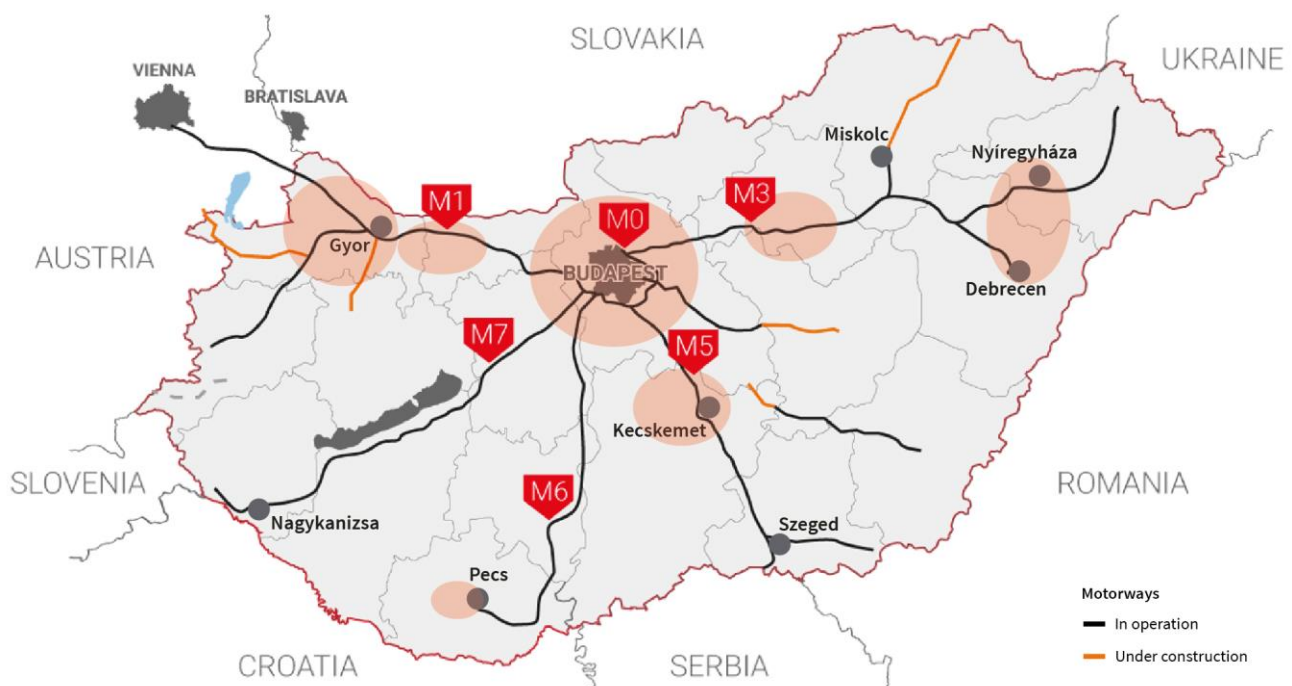 SLOVAKIA
UKRAINE
VIENNA
BRATISLAVA
Miskolc
Nyíregyháza
M1
M3
M0
Gyor
AUSTRIA
BUDAPEST
Debrecen
M7
M5
Kecskemet
SLOVENIA
ROMANIA
M6
Nagykanizsa
Szeged
Pecs
Motorways
In operation
Under construction
CROATIA
SERBIA